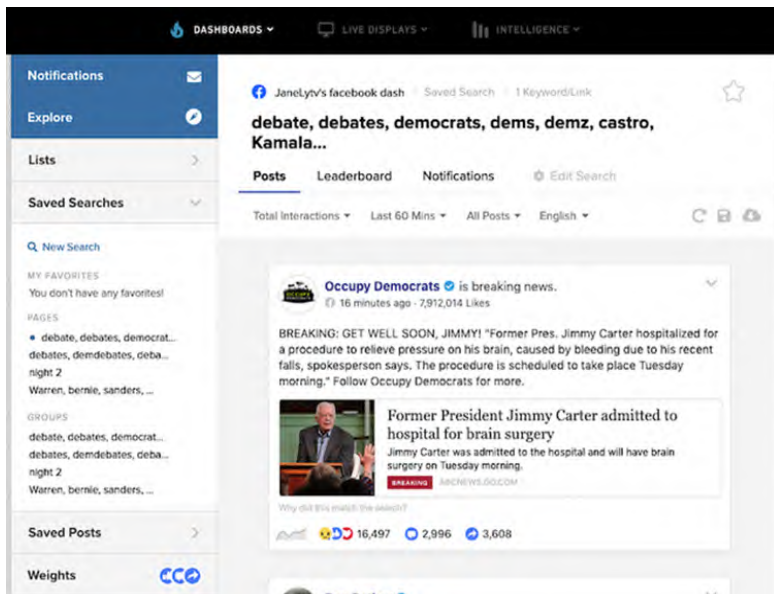 DASHBOARDS
LIVE DISPLAYS
INTELLIGENCE
Notifications
Explore
Lists
Saved Searches
New Search
MY FAVORITES
You don't have any favorites!
PAGES
debate, debates, democrat...
debates, demdebates, deba...
night 2
Warren, bernie, sanders, ...
GROUPS
debate, debates, democrat...
debates, demdebates, deba...
night 2
Warren, bernie, sanders, ...
Saved Posts
Weights
JaneLytv's facebook dash Saved Search 1 Keyword/Link
debate, debates, democrats, dems, demz, castro,
Kamala...
Posts Leaderboard Notifications Edit Search
Total Interactions Last 60 Mins All Posts English
Occupy Democrats is breaking news.
16 minutes ago - 7,912,014 Likes
BREAKING: GET WELL SOON, JIMMY! "Former Pres. Jimmy Carter hospitalized for
a procedure to relieve pressure on his brain, caused by bleeding due to his recent
falls, spokesperson says. The procedure is scheduled to take place Tuesday
morning." Follow Occupy Democrats for more.
Former President Jimmy Carter admitted to
hospital for brain surgery
Jimmy Carter was admitted to the hospital and will have brain
surgery on Tuesday morning.
BREAKING ABCNEWS.GO.COM
Why did this match the search?
16,497 2,996 3,608